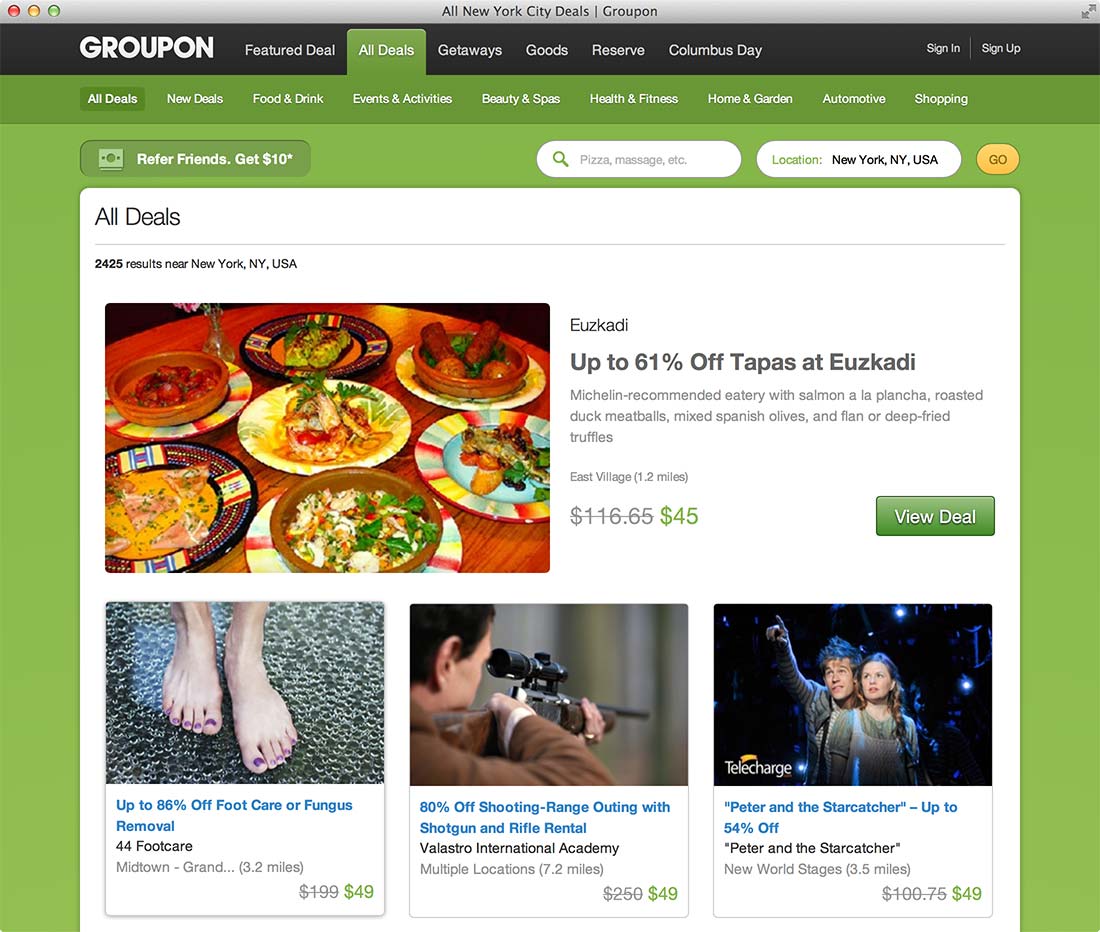 All New York City Deals | Groupon
GROUPON Featured Deal All Deals Getaways Goods Reserve Columbus Day Sign In Sign Up
All Deals New Deals Food & Drink Events & Activities Beauty & Spas Health & Fitness Home & Garden Automotive Shopping
Refer Friends. Get $10* Pizza, massage, etc. Location: New York, NY, USA GO
All Deals
2425 results near New York, NY, USA
Euzkadi
Up to 61% Off Tapas at Euzkadi
Michelin-recommended eatery with salmon a la plancha, roasted
duck meatballs, mixed spanish olives, and flan or deep-fried
truffles
East Village (1.2 miles)
$116.65 $45
View Deal
Up to 86% Off Foot Care or Fungus
Removal
44 Footcare
Midtown - Grand... (3.2 miles)
$199 $49
80% Off Shooting-Range Outing with
Shotgun and Rifle Rental
Valastro International Academy
Multiple Locations (7.2 miles)
$250 $49
Telecharge
"Peter and the Starcatcher" – Up to
54% Off
"Peter and the Starcatcher"
New World Stages (3.5 miles)
$100.75 $49